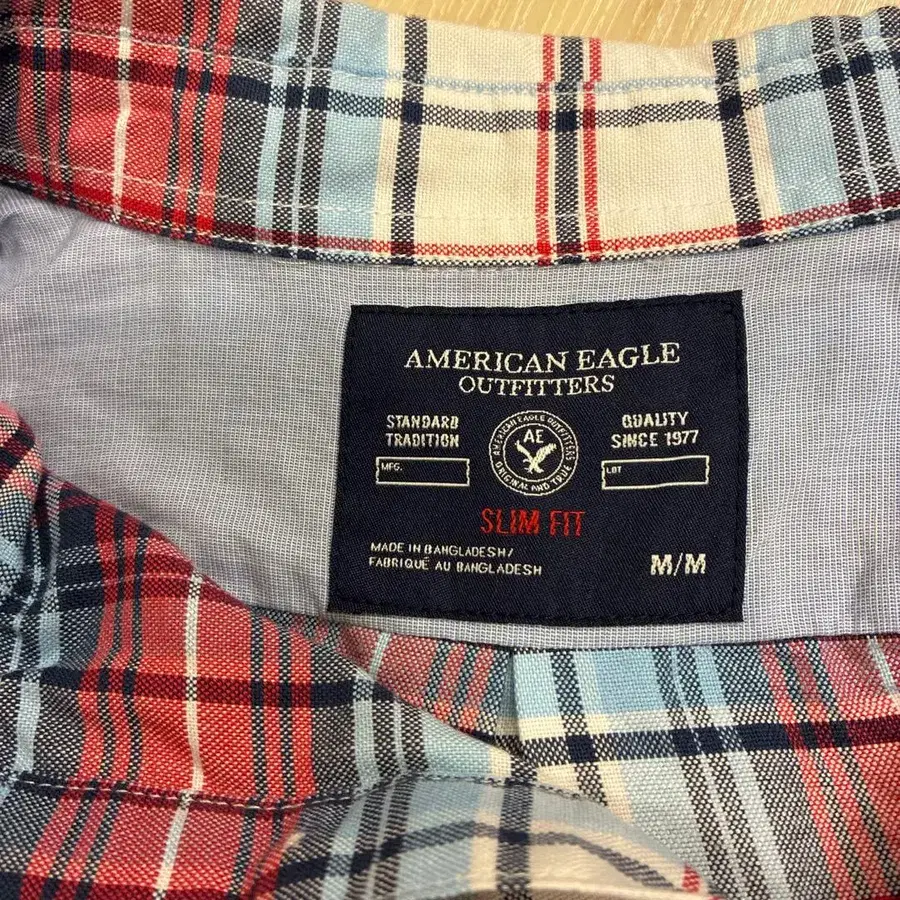 AMERICAN EAGLE
OUTFITTERS
STANDARD
TRADITION
MFG.
AMERICAN EAGLE OUTFITTERS
AE
ORIGINAL AND TRUE
QUALITY
SINCE 1977
LOT
SLIM FIT
MADE IN BANGLADESH/
FABRIQUÉ AU BANGLADESH
M/M